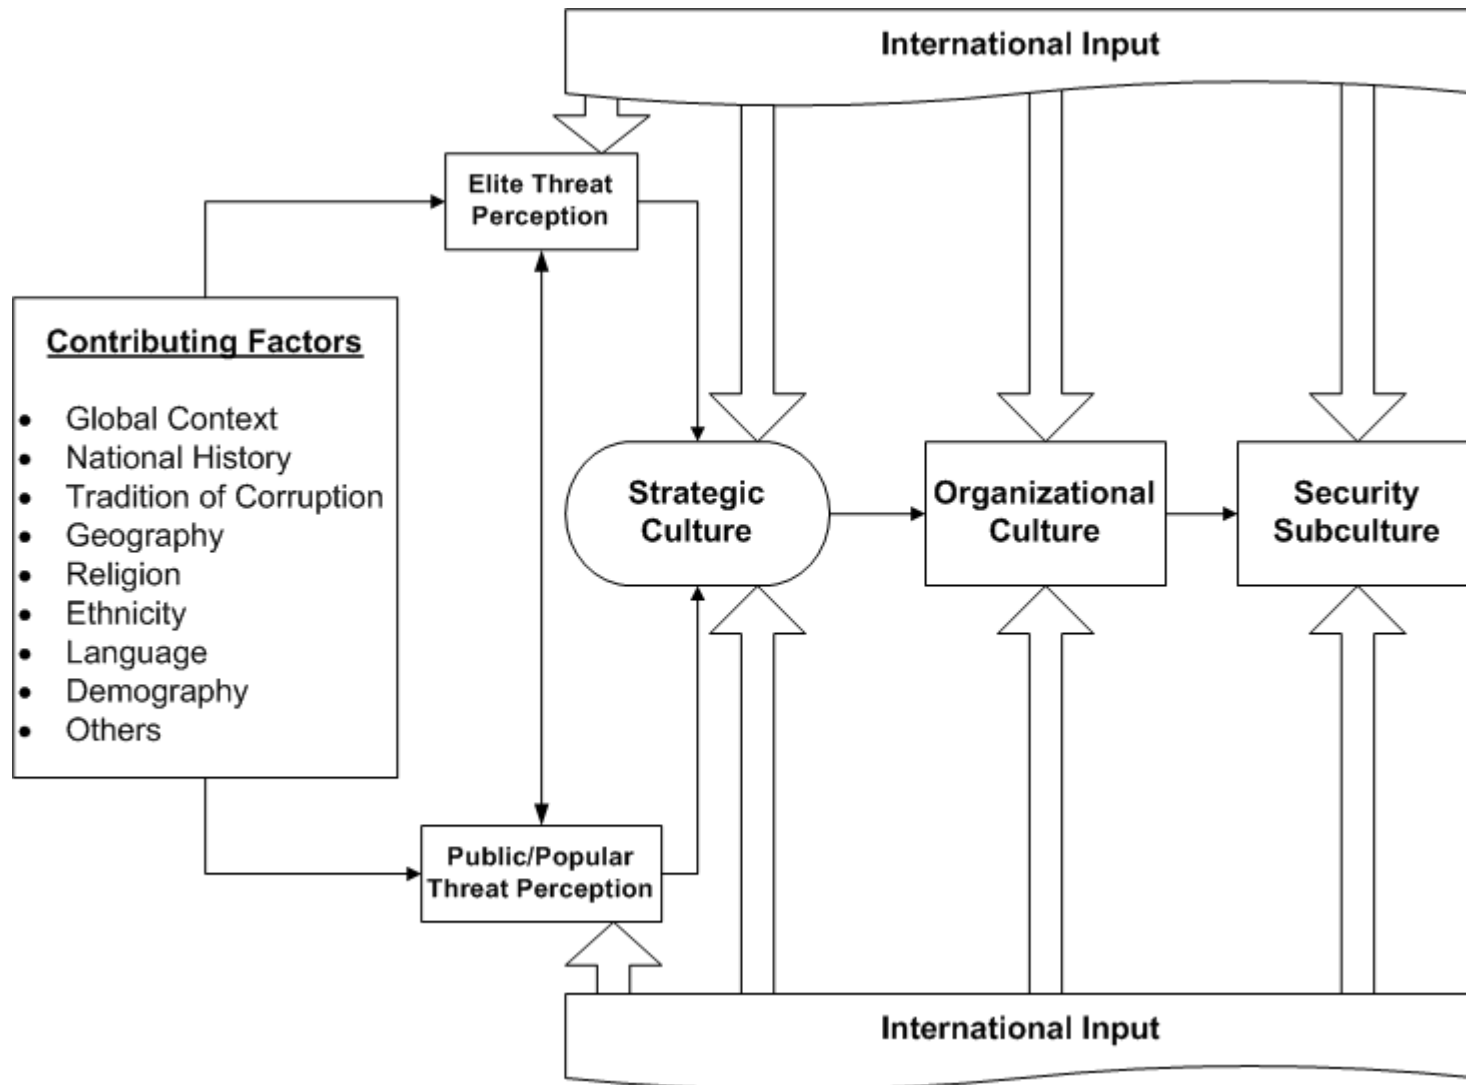 International Input
Elite Threat
Perception
Contributing Factors
• Global Context
• National History
• Tradition of Corruption
• Geography
• Religion
• Ethnicity
• Language
• Demography
• Others
Strategic
Culture
Organizational
Culture
Security
Subculture
Public/Popular
Threat Perception
International Input